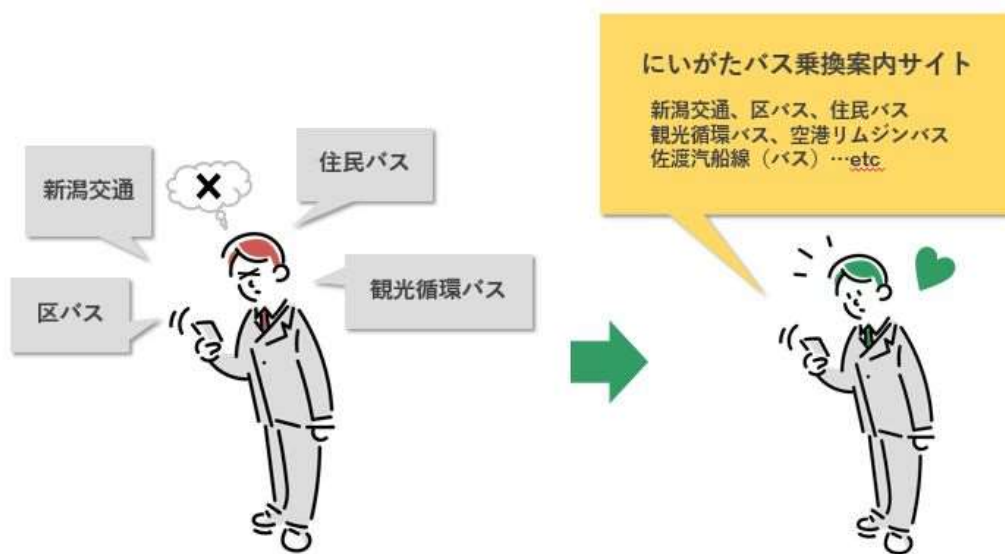 新潟交通
住民バス
区バス
観光循環バス
にいがたバス乗換案内サイト
新潟交通、区バス、住民バス
観光循環バス、空港リムジンバス
佐渡汽船線（バス）…etc